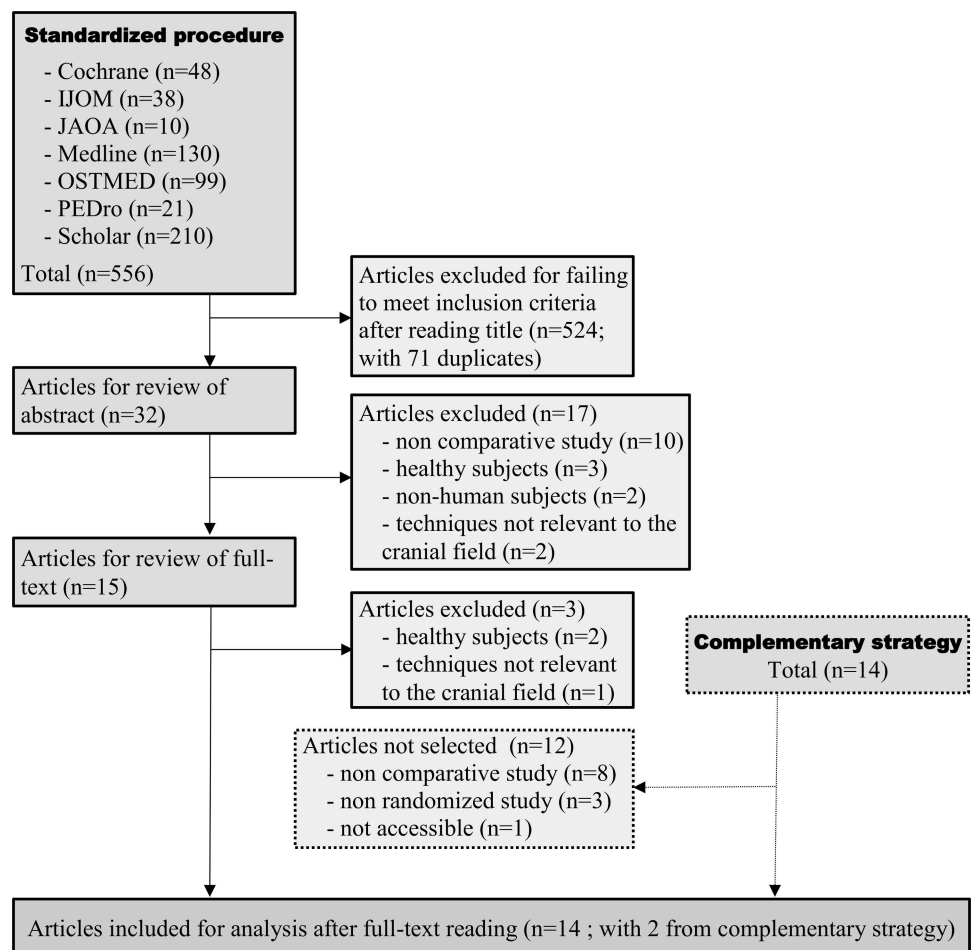 Standardized procedure
- Cochrane (n=48)
- IJOM (n=38)
- JAOA (n=10)
- Medline (n=130)
- OSTMED (n=99)
- PEDro (n=21)
- Scholar (n=210)
Total (n=556)
Articles excluded for failing
to meet inclusion criteria
after reading title (n=524;
with 71 duplicates)
Articles for review of
abstract (n=32)
Articles excluded (n=17)
- non comparative study (n=10)
- healthy subjects (n=3)
- non-human subjects (n=2)
- techniques not relevant to the
cranial field (n=2)
Articles for review of full-
text (n=15)
Articles excluded (n=3)
- healthy subjects (n=2)
- techniques not relevant
to the cranial field (n=1)
Complementary strategy
Total (n=14)
Articles not selected (n=12)
- non comparative study (n=8)
- non randomized study (n=3)
- not accessible (n=1)
Articles included for analysis after full-text reading (n=14 ; with 2 from complementary strategy)